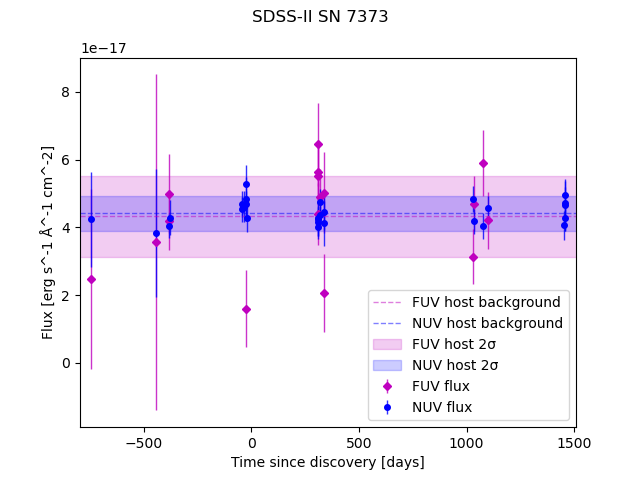 SDSS-II SN 7373
1e−17
8
6
4
2
0
Flux [erg s^-1 Å^-1 cm^-2]
−500
0
500
1000
1500
Time since discovery [days]
FUV host background
NUV host background
FUV host 2σ
NUV host 2σ
FUV flux
NUV flux